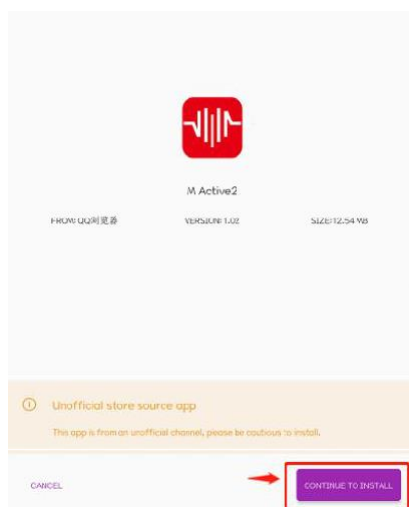 M Active2
FROM: QQ浏览器 VERSION: 1.02 SIZE: 12.54 MB
Unofficial store source app
This app is from an unofficial channel, please be cautious to install.
CANCEL CONTINUE TO INSTALL